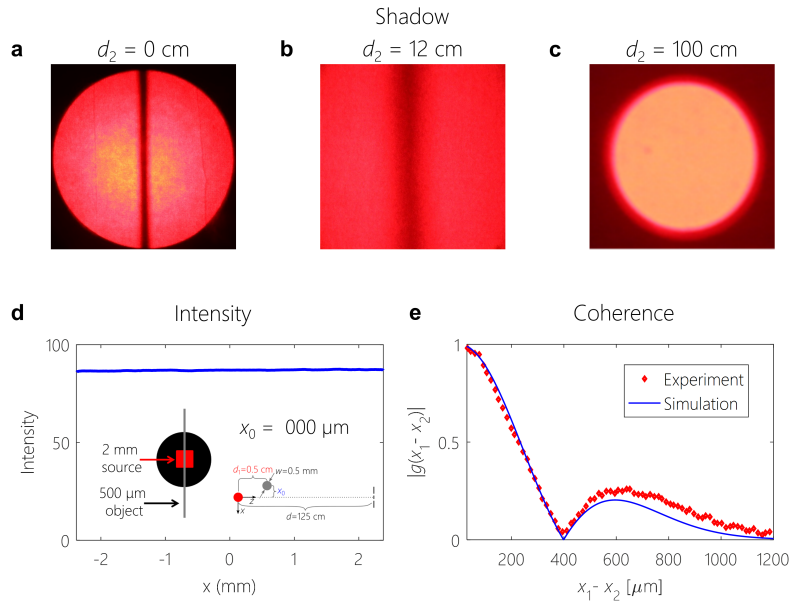 Shadow
a d₂ = 0 cm
b d₂ = 12 cm
c d₂ = 100 cm
d Intensity
e Coherence
100
50
0
Intensity
-2 -1 0 1 2
x (mm)
2 mm
source
500 μm
object
x₀ = 000 μm
d₁=0.5 cm
w=0.5 mm
z
x₀
x
d=125 cm
1
0.5
0
|g(x₁- x₂)|
Experiment
Simulation
200 400 600 800 1000 1200
x₁- x₂ [μm]